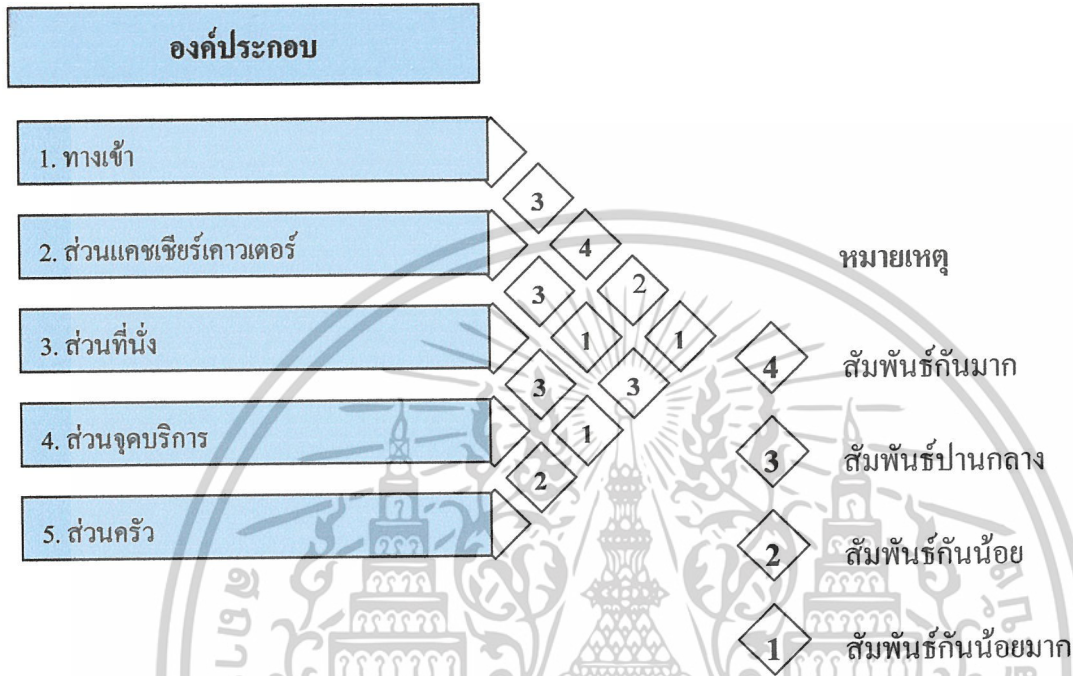 องค์ประกอบ
1. ทางเข้า
3
2. ส่วนแคชเชียร์เคาวเตอร์
4
หมายเหตุ
3
2
3. ส่วนที่นั่ง
1
1
4
สัมพันธ์กันมาก
3
3
4. ส่วนจุดบริการ
1
3
สัมพันธ์ปานกลาง
2
5. ส่วนครัว
2
สัมพันธ์กันน้อย
1
สัมพันธ์กันน้อยมาก